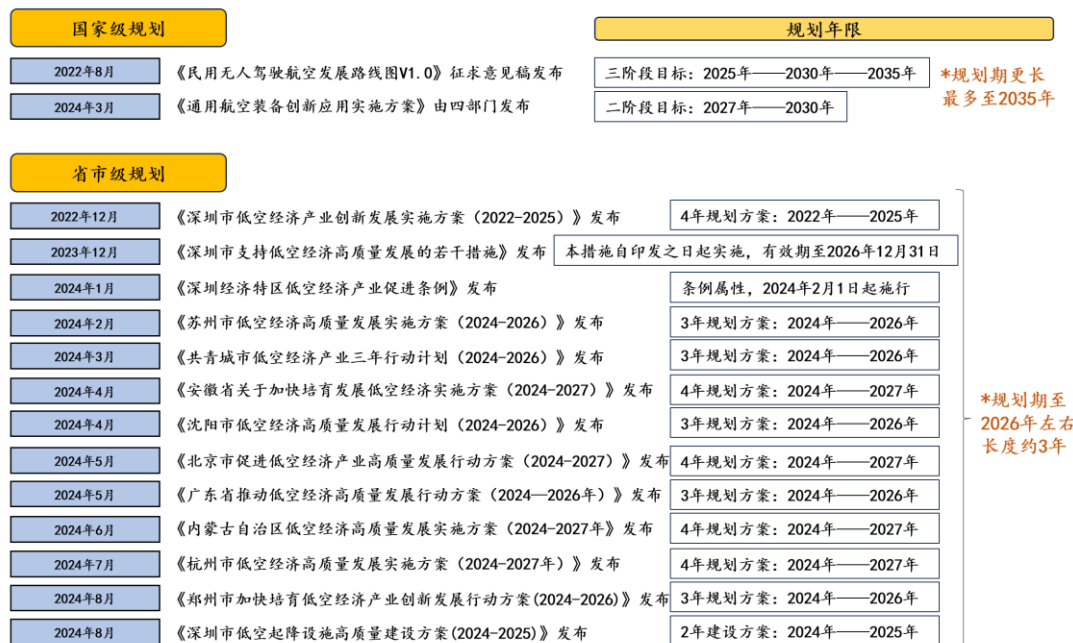 国家级规划
规划年限
2022年8月 《民用无人驾驶航空发展路线图V1.0》征求意见稿发布 三阶段目标：2025年——2030年——2035年
2024年3月 《通用航空装备创新应用实施方案》由四部门发布 二阶段目标：2027年——2030年
*规划期更长
最多至2035年
省市级规划
2022年12月 《深圳市低空经济产业创新发展实施方案（2022-2025）》发布 4年规划方案：2022年——2025年
2023年12月 《深圳市支持低空经济高质量发展的若干措施》发布 本措施自印发之日起实施，有效期至2026年12月31日
2024年1月 《深圳经济特区低空经济产业促进条例》发布 条例属性，2024年2月1日起施行
2024年2月 《苏州市低空经济高质量发展实施方案（2024-2026）》发布 3年规划方案：2024年——2026年
2024年3月 《共青城市低空经济产业三年行动计划（2024-2026）》发布 3年规划方案：2024年——2026年
2024年4月 《安徽省关于加快培育发展低空经济实施方案（2024-2027）》发布 4年规划方案：2024年——2027年
2024年4月 《沈阳市低空经济高质量发展行动计划（2024-2026）》发布 3年规划方案：2024年——2026年
2024年5月 《北京市促进低空经济产业高质量发展行动方案（2024-2027）》发布 4年规划方案：2024年——2027年
2024年5月 《广东省推动低空经济高质量发展行动方案（2024—2026年）》发布 3年规划方案：2024年——2026年
2024年6月 《内蒙古自治区低空经济高质量发展实施方案（2024-2027年》发布 4年规划方案：2024年——2027年
2024年7月 《杭州市低空经济高质量发展实施方案（2024-2027年）》发布 4年规划方案：2024年——2027年
2024年8月 《郑州市加快培育低空经济产业创新发展行动方案(2024-2026)》发布 3年规划方案：2024年——2026年
2024年8月 《深圳市低空起降设施高质量建设方案(2024-2025)》发布 2年建设方案：2024年——2025年
*规划期至
2026年左右
长度约3年